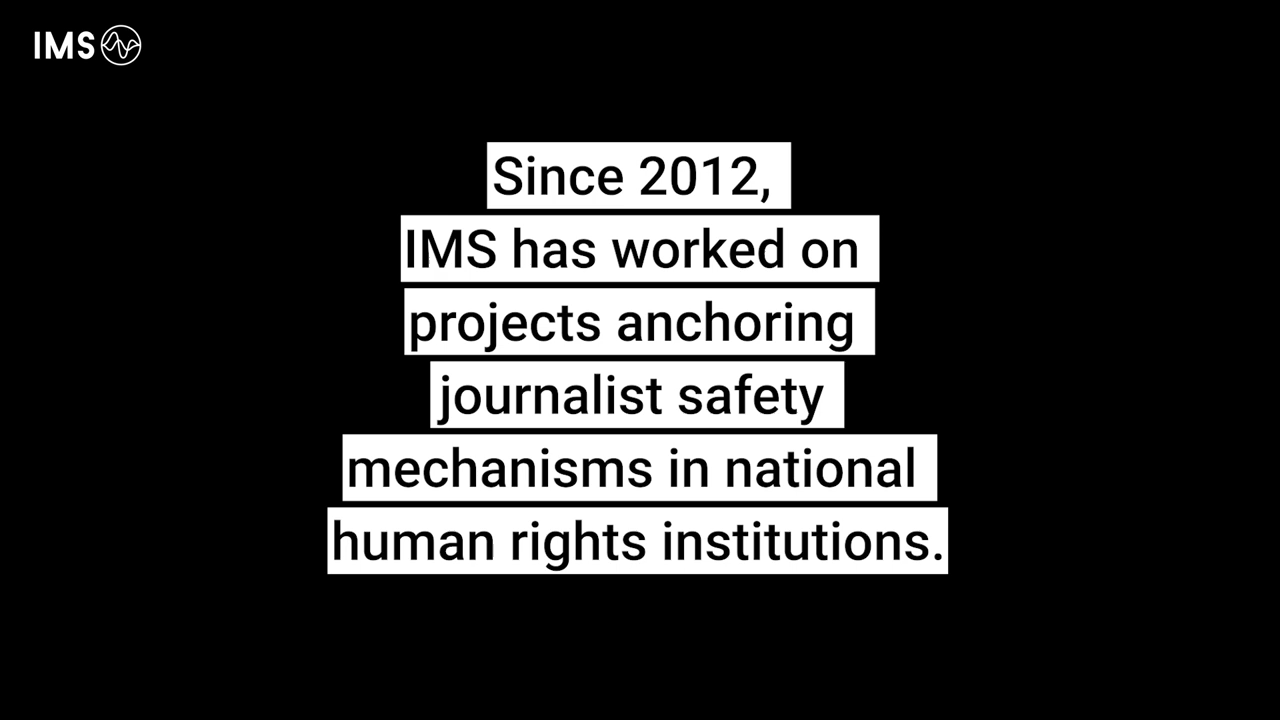 IMS
Since 2012,
IMS has worked on
projects anchoring
journalist safety
mechanisms in national
human rights institutions.